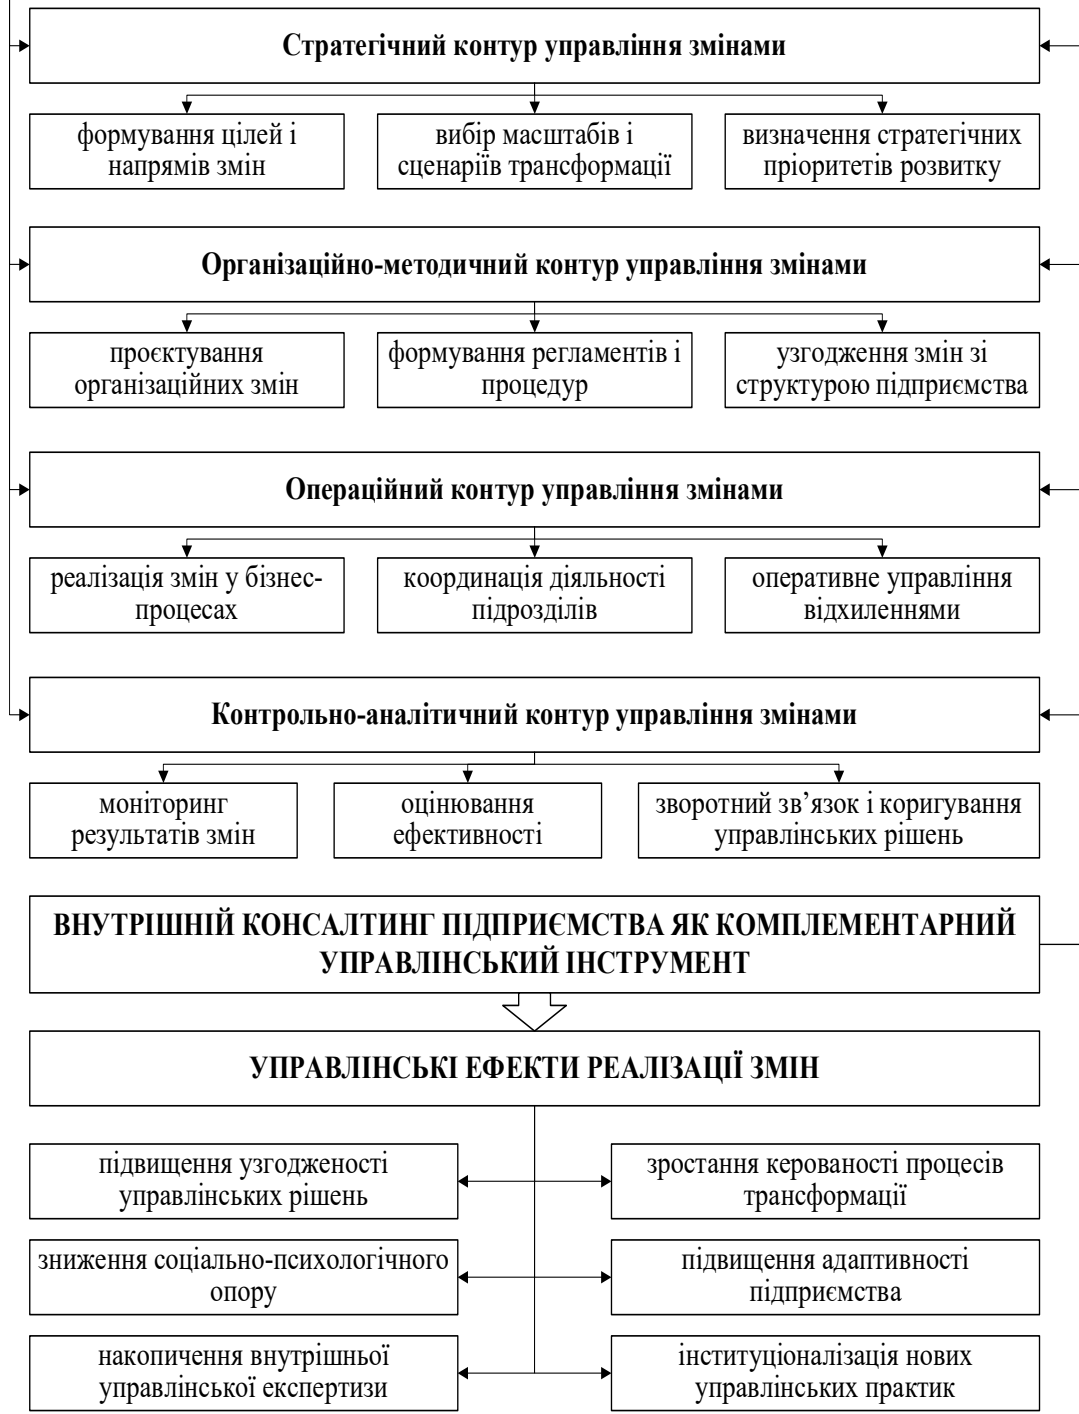 Стратегічний контур управління змінами
формування цілей і
напрямів змін
вибір масштабів і
сценаріїв трансформації
визначення стратегічних
пріоритетів розвитку
Організаційно-методичний контур управління змінами
проєктування
організаційних змін
формування регламентів і
процедур
узгодження змін зі
структурою підприємства
Операційний контур управління змінами
реалізація змін у бізнес-
процесах
координація діяльності
підрозділів
оперативне управління
відхиленнями
Контрольно-аналітичний контур управління змінами
моніторинг
результатів змін
оцінювання
ефективності
зворотний зв’язок і коригування
управлінських рішень
ВНУТРІШНІЙ КОНСАЛТИНГ ПІДПРИЄМСТВА ЯК КОМПЛЕМЕНТАРНИЙ
УПРАВЛІНСЬКИЙ ІНСТРУМЕНТ
УПРАВЛІНСЬКІ ЕФЕКТИ РЕАЛІЗАЦІЇ ЗМІН
підвищення узгодженості
управлінських рішень
зростання керованості процесів
трансформації
зниження соціально-психологічного
опору
підвищення адаптивності
підприємства
накопичення внутрішньої
управлінської експертизи
інституціоналізація нових
управлінських практик